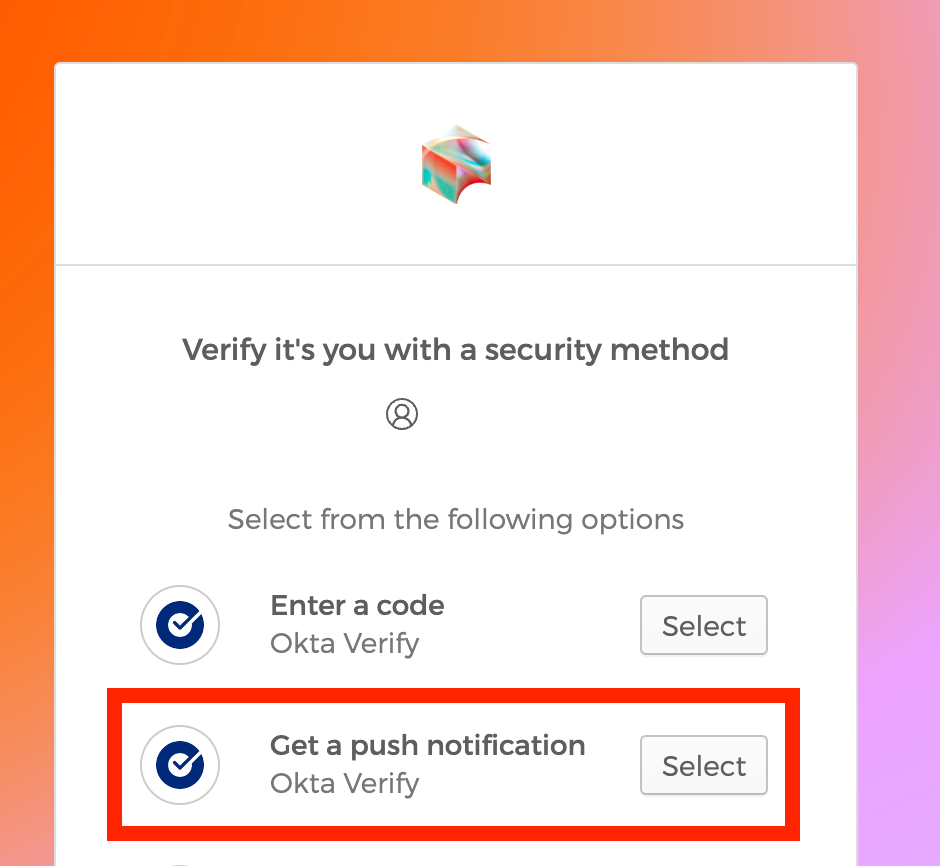 Verify it's you with a security method
Select from the following options
Enter a code
Okta Verify
Select
Get a push notification
Okta Verify
Select